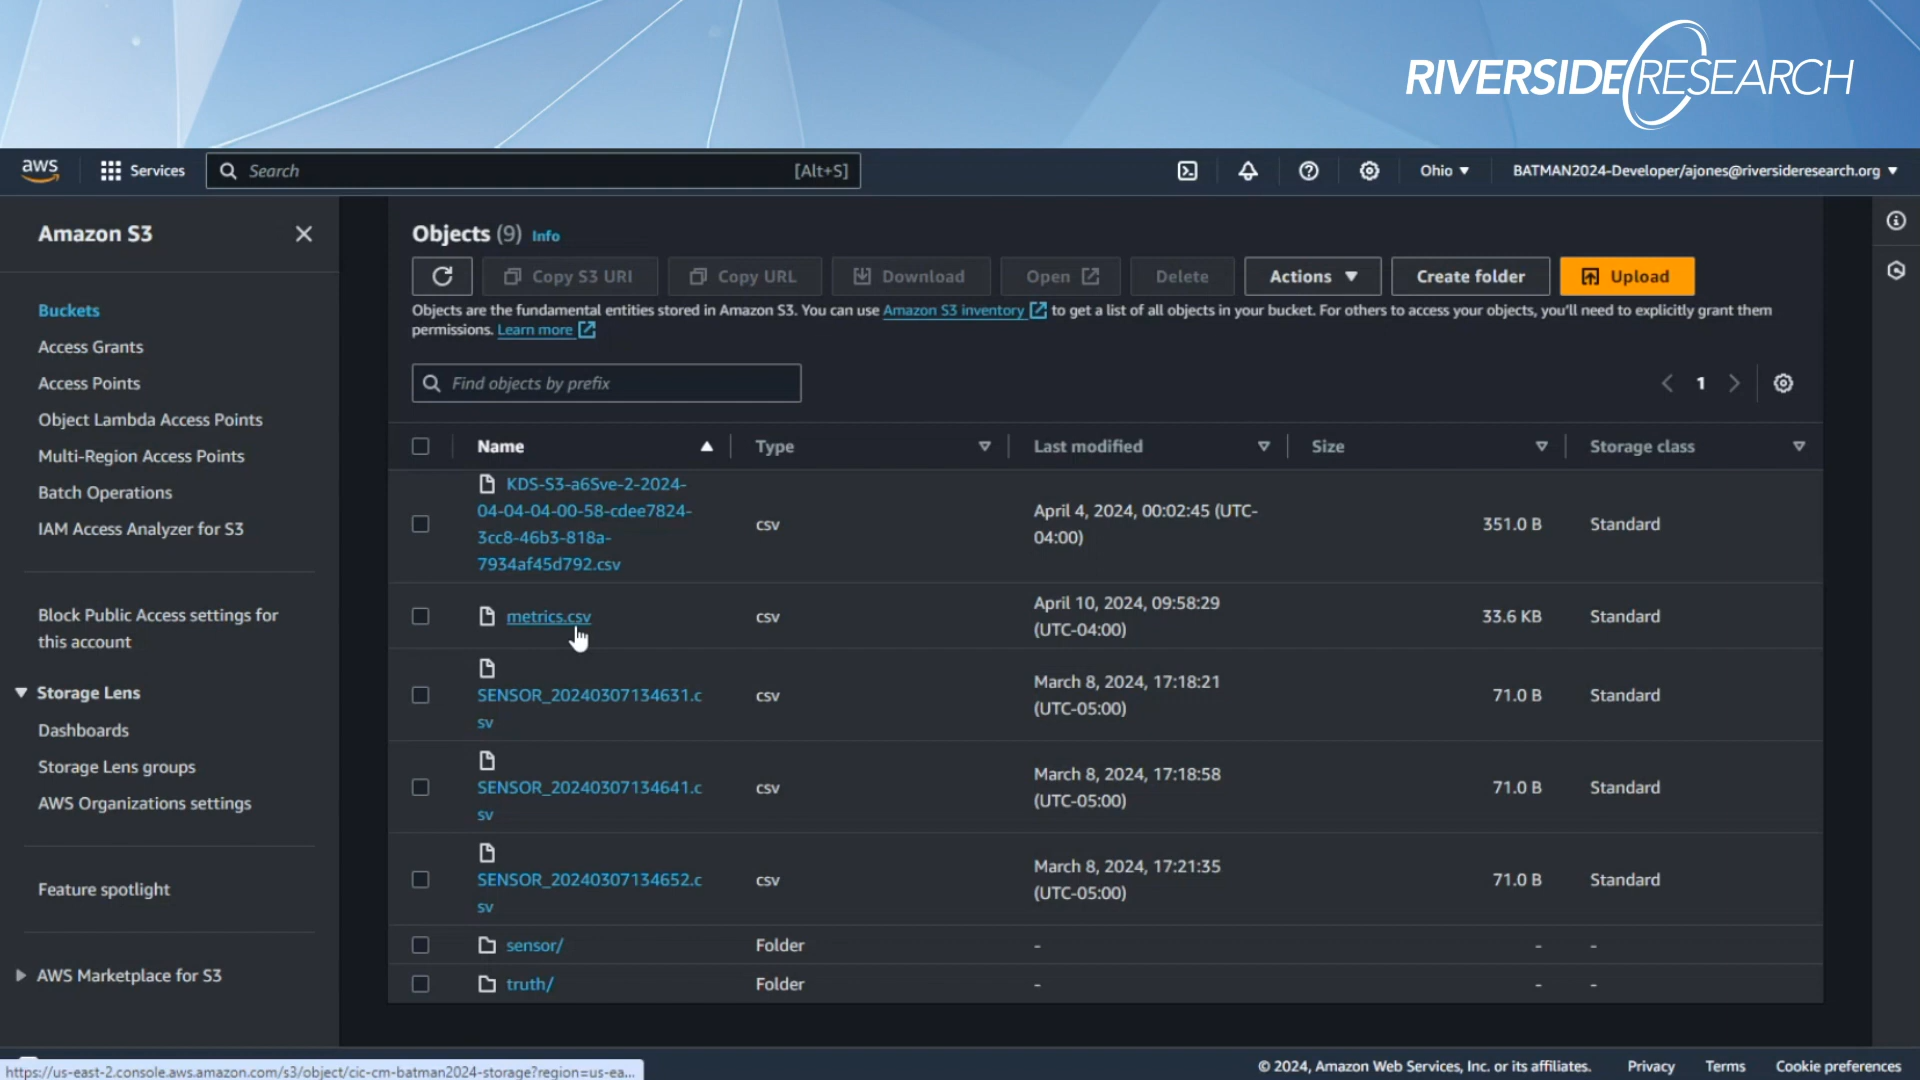 RIVERSIDE RESEARCH
aws
Services
Search
[Alt+S]
Ohio ▼
BATMAN2024-Developer/ajones@riversideresearch.org ▼
Amazon S3
Buckets
Access Grants
Access Points
Object Lambda Access Points
Multi-Region Access Points
Batch Operations
IAM Access Analyzer for S3
Block Public Access settings for
this account
Storage Lens
Dashboards
Storage Lens groups
AWS Organizations settings
Feature spotlight
AWS Marketplace for S3
Objects (9) Info
Copy S3 URI
Copy URL
Download
Open
Delete
Actions ▼
Create folder
Upload
Objects are the fundamental entities stored in Amazon S3. You can use Amazon S3 inventory to get a list of all objects in your bucket. For others to access your objects, you'll need to explicitly grant them
permissions. Learn more
Find objects by prefix
1
Name
Type
Last modified
Size
Storage class
KDS-S3-a6Sve-2-2024-
04-04-04-00-58-cdee7824-
3cc8-46b3-818a-
7934af45d792.csv
csv
April 4, 2024, 00:02:45 (UTC-
04:00)
351.0 B
Standard
metrics.csv
csv
April 10, 2024, 09:58:29
(UTC-04:00)
33.6 KB
Standard
SENSOR_20240307134631.c
sv
csv
March 8, 2024, 17:18:21
(UTC-05:00)
71.0 B
Standard
SENSOR_20240307134641.c
sv
csv
March 8, 2024, 17:18:58
(UTC-05:00)
71.0 B
Standard
SENSOR_20240307134652.c
sv
csv
March 8, 2024, 17:21:35
(UTC-05:00)
71.0 B
Standard
sensor/
Folder
-
-
-
truth/
Folder
-
-
-
https://us-east-2.console.aws.amazon.com/s3/object/cic-cm-batman2024-storage?region=us-ea...
© 2024, Amazon Web Services, Inc. or its affiliates.
Privacy
Terms
Cookie preferences